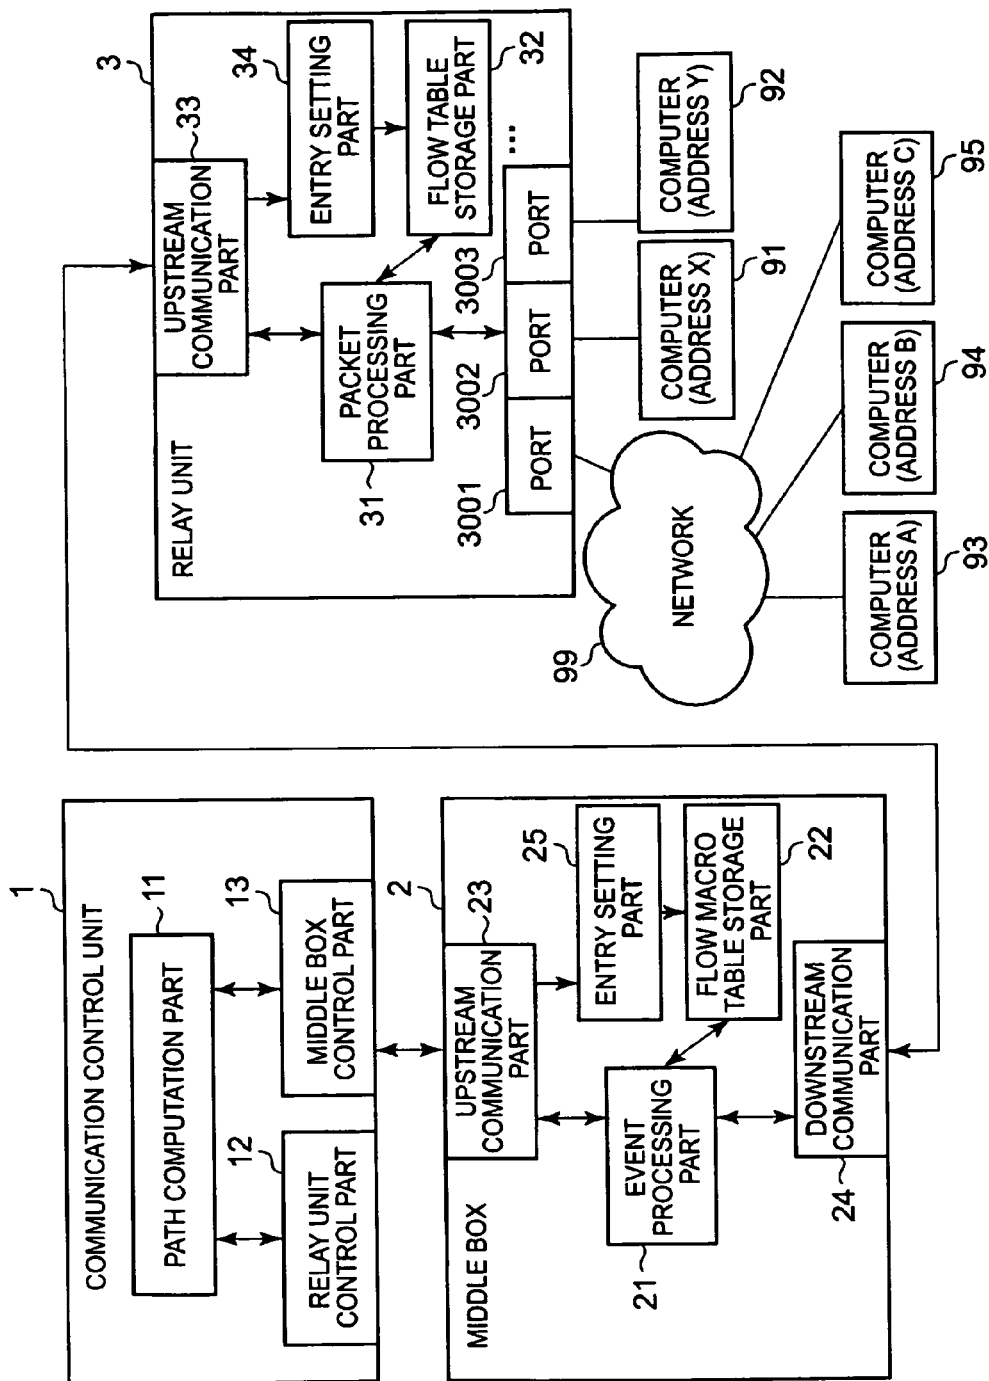 1
COMMUNICATION CONTROL UNIT
11
PATH COMPUTATION PART
12
RELAY UNIT
CONTROL PART
13
MIDDLE BOX
CONTROL PART
2
MIDDLE BOX
23
UPSTREAM
COMMUNICATION
PART
25
ENTRY SETTING
PART
21
EVENT
PROCESSING
PART
FLOW MACRO
TABLE STORAGE
PART
22
24
DOWNSTREAM
COMMUNICATION
PART
3
RELAY UNIT
33
UPSTREAM
COMMUNICATION
PART
34
ENTRY SETTING
PART
31
PACKET
PROCESSING
PART
FLOW TABLE
STORAGE PART
32
3001
PORT
3002
PORT
3003
PORT
...
99
NETWORK
COMPUTER
(ADDRESS X)
91
COMPUTER
(ADDRESS Y)
92
COMPUTER
(ADDRESS A)
93
COMPUTER
(ADDRESS B)
94
COMPUTER
(ADDRESS C)
95